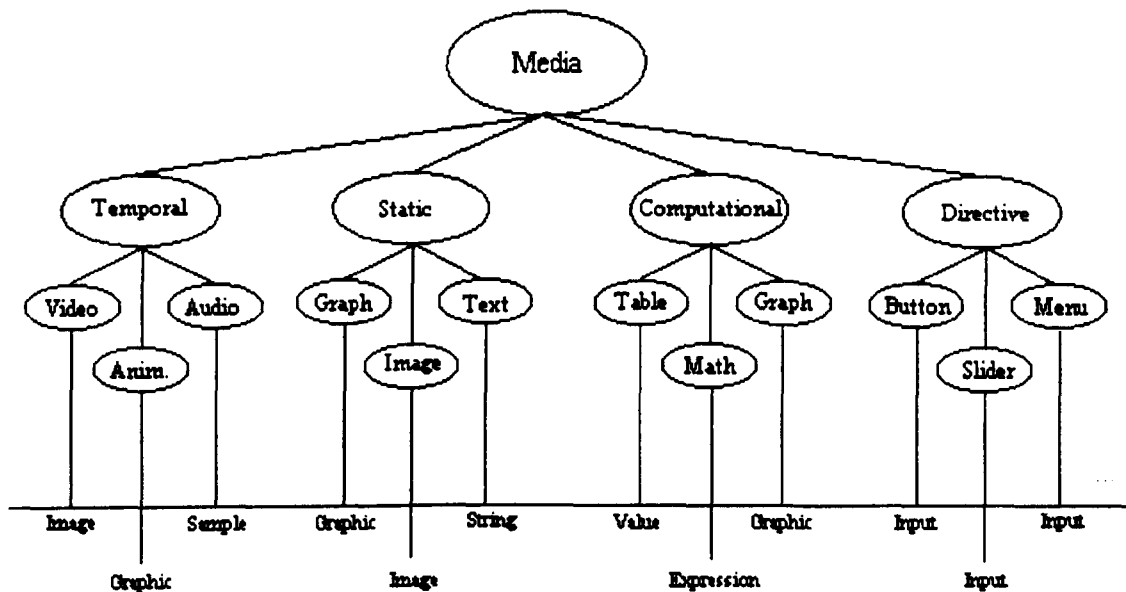 Media
Temporal Static Computational Directive
Video Audio Graph Text Table Graph Button Menu
Anim. Image Math Slider
Image Sample Graphic String Value Graphic Input Input
Graphic Image Expression Input